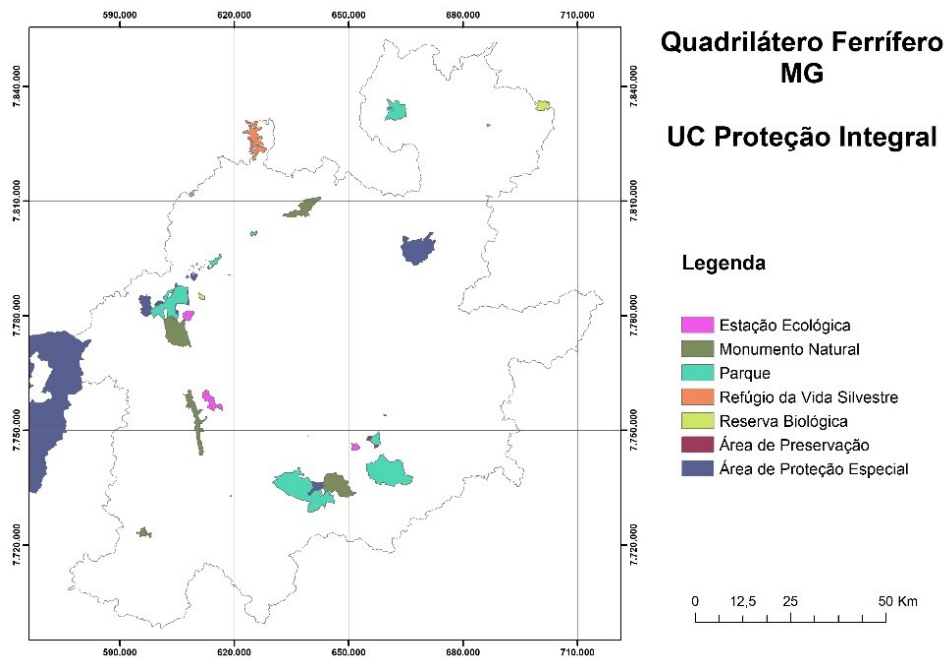 590.000 620.000 650.000 680.000 710.000
Quadrilátero Ferrífero
MG
UC Proteção Integral
7.840.000 7.840.000
7.810.000 7.810.000
7.780.000 7.780.000
7.750.000 7.750.000
7.720.000 7.720.000
590.000 620.000 650.000 680.000 710.000
Legenda
Estação Ecológica
Monumento Natural
Parque
Refúgio da Vida Silvestre
Reserva Biológica
Área de Preservação
Área de Proteção Especial
0 12,5 25 50 Km